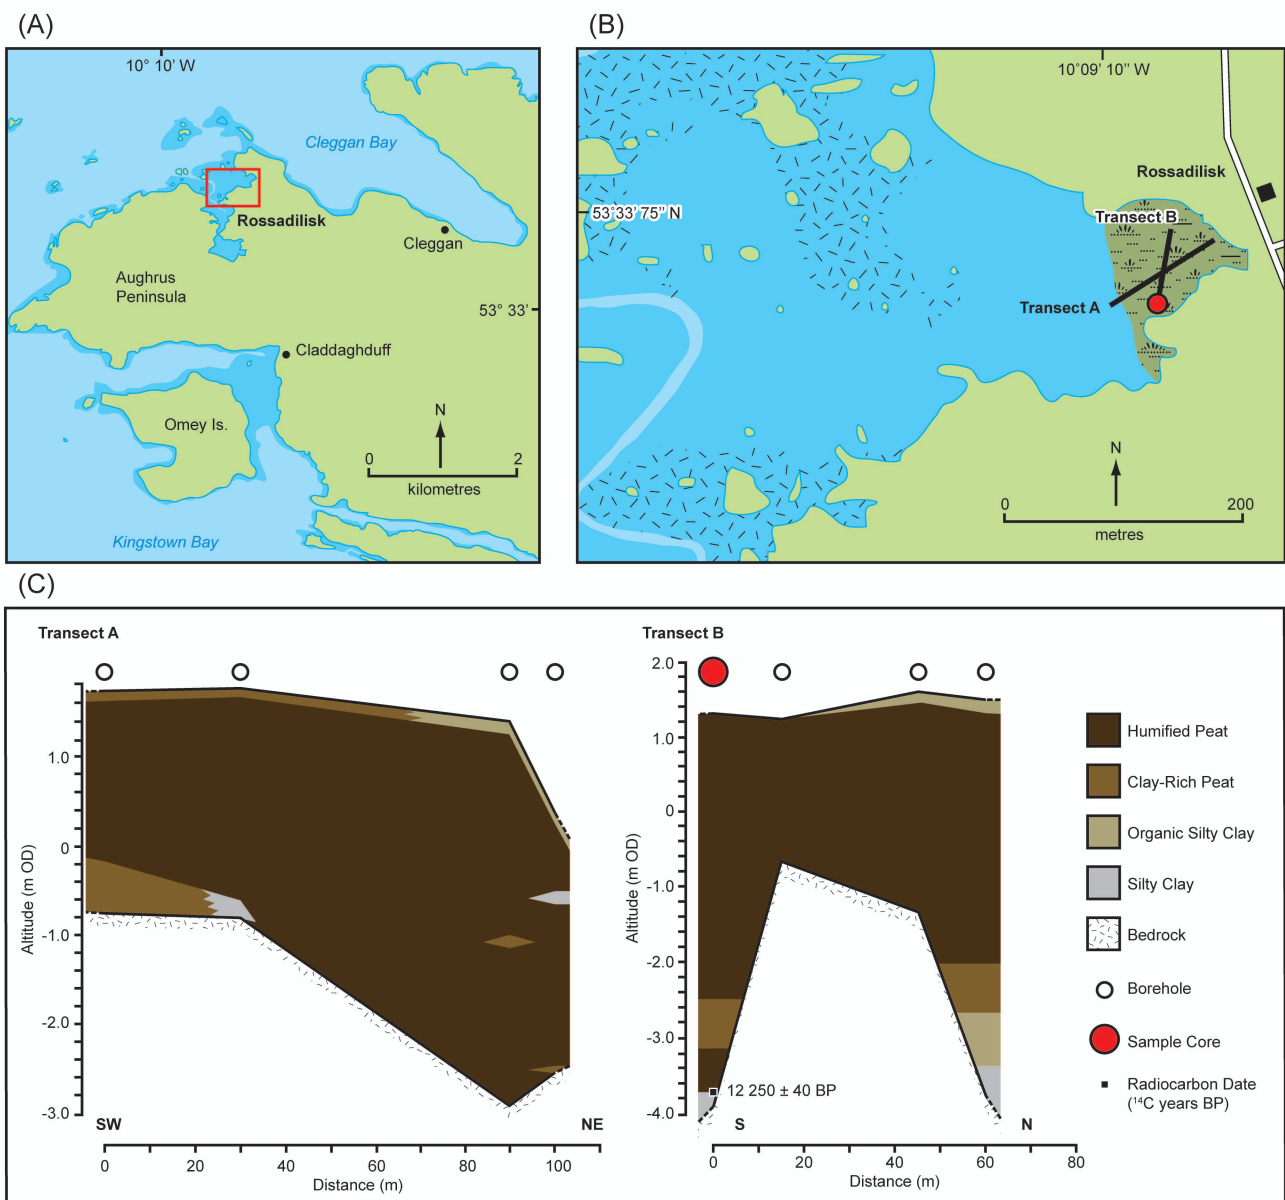 (A)
10° 10' W
Cleggan Bay
Rossadilisk
Cleggan
Aughrus
Peninsula
53° 33'
Claddaghduff
Omey Is.
N
0 2
kilometres
Kingstown Bay
(B)
10°09' 10" W
Rossadilisk
53°33' 75" N
Transect B
Transect A
N
0 200
metres
(C)
Transect A
1.0
0
-1.0
-2.0
-3.0
Altitude (m OD)
SW NE
0 20 40 60 80 100
Distance (m)
Transect B
2.0
1.0
0
-1.0
-2.0
-3.0
-4.0
Altitude (m OD)
12 250 ± 40 BP
S N
0 20 40 60 80
Distance (m)
Humified Peat
Clay-Rich Peat
Organic Silty Clay
Silty Clay
Bedrock
Borehole
Sample Core
Radiocarbon Date
(¹⁴C years BP)